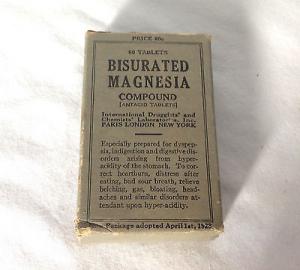 PRICE 60c
60 TABLETS
BISURATED
MAGNESIA
COMPOUND
[ANTACID TABLETS]
International Druggists' and
Chemists' Laboratories, Inc.
PARIS LONDON NEW YORK
Especially prepared for dyspep-
sia, indigestion and digestive dis-
orders arising from hyper-
acidity of the stomach. To cor-
rect heartburn, distress after
eating, bad sour breath, relieve
belching, gas, bloating, head-
aches and similar disorders at-
tendant upon hyper-acidity.
Package adopted April 1st,